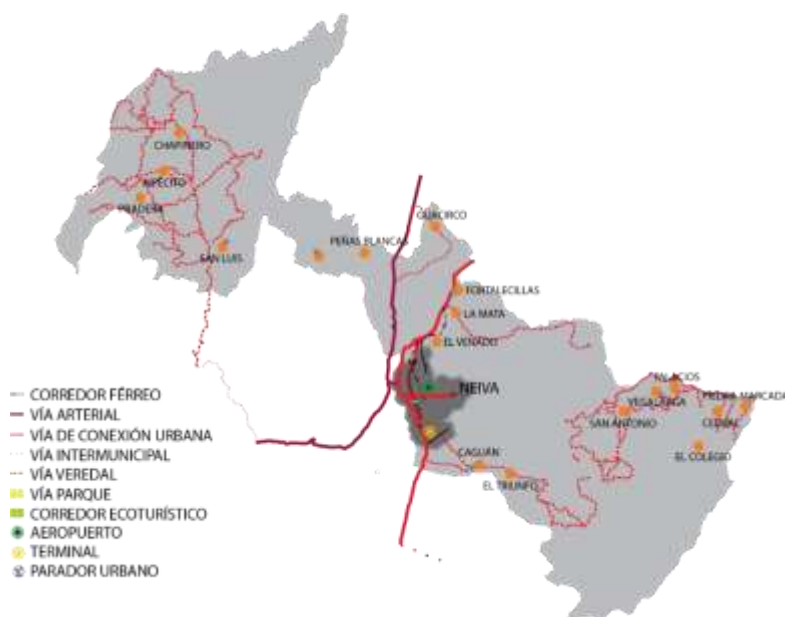 CHAPINERO
AIPECITO
PRADERA
SAN LUIS
PEÑAS BLANCAS
GUACIRCO
FORTALECILLAS
LA MATA
EL VENADO
NEIVA
PALACIOS
VEGALARGA
PIEDRA MARCADA
SAN ANTONIO
CEDRAL
EL COLEGIO
CAGUÁN
EL TRIUNFO
CORREDOR FÉRREO
VÍA ARTERIAL
VÍA DE CONEXIÓN URBANA
VÍA INTERMUNICIPAL
VÍA VEREDAL
VÍA PARQUE
CORREDOR ECOTURÍSTICO
AEROPUERTO
TERMINAL
PARADOR URBANO